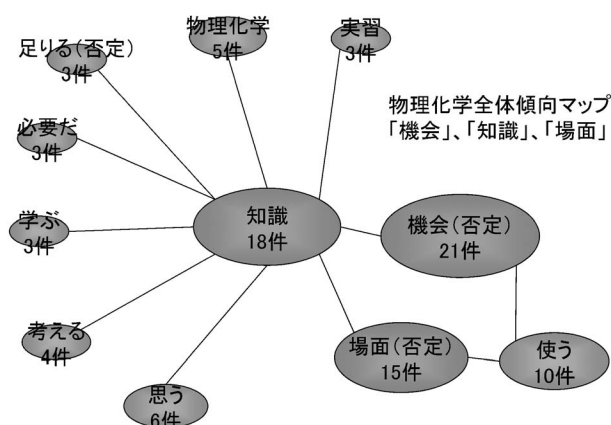 物理化学
5件
実習
3件
足りる（否定）
3件
物理化学全体傾向マップ
「機会」、「知識」、「場面」
必要だ
3件
知識
18件
機会（否定）
21件
学ぶ
3件
考える
4件
場面（否定）
15件
使う
10件
思う
6件